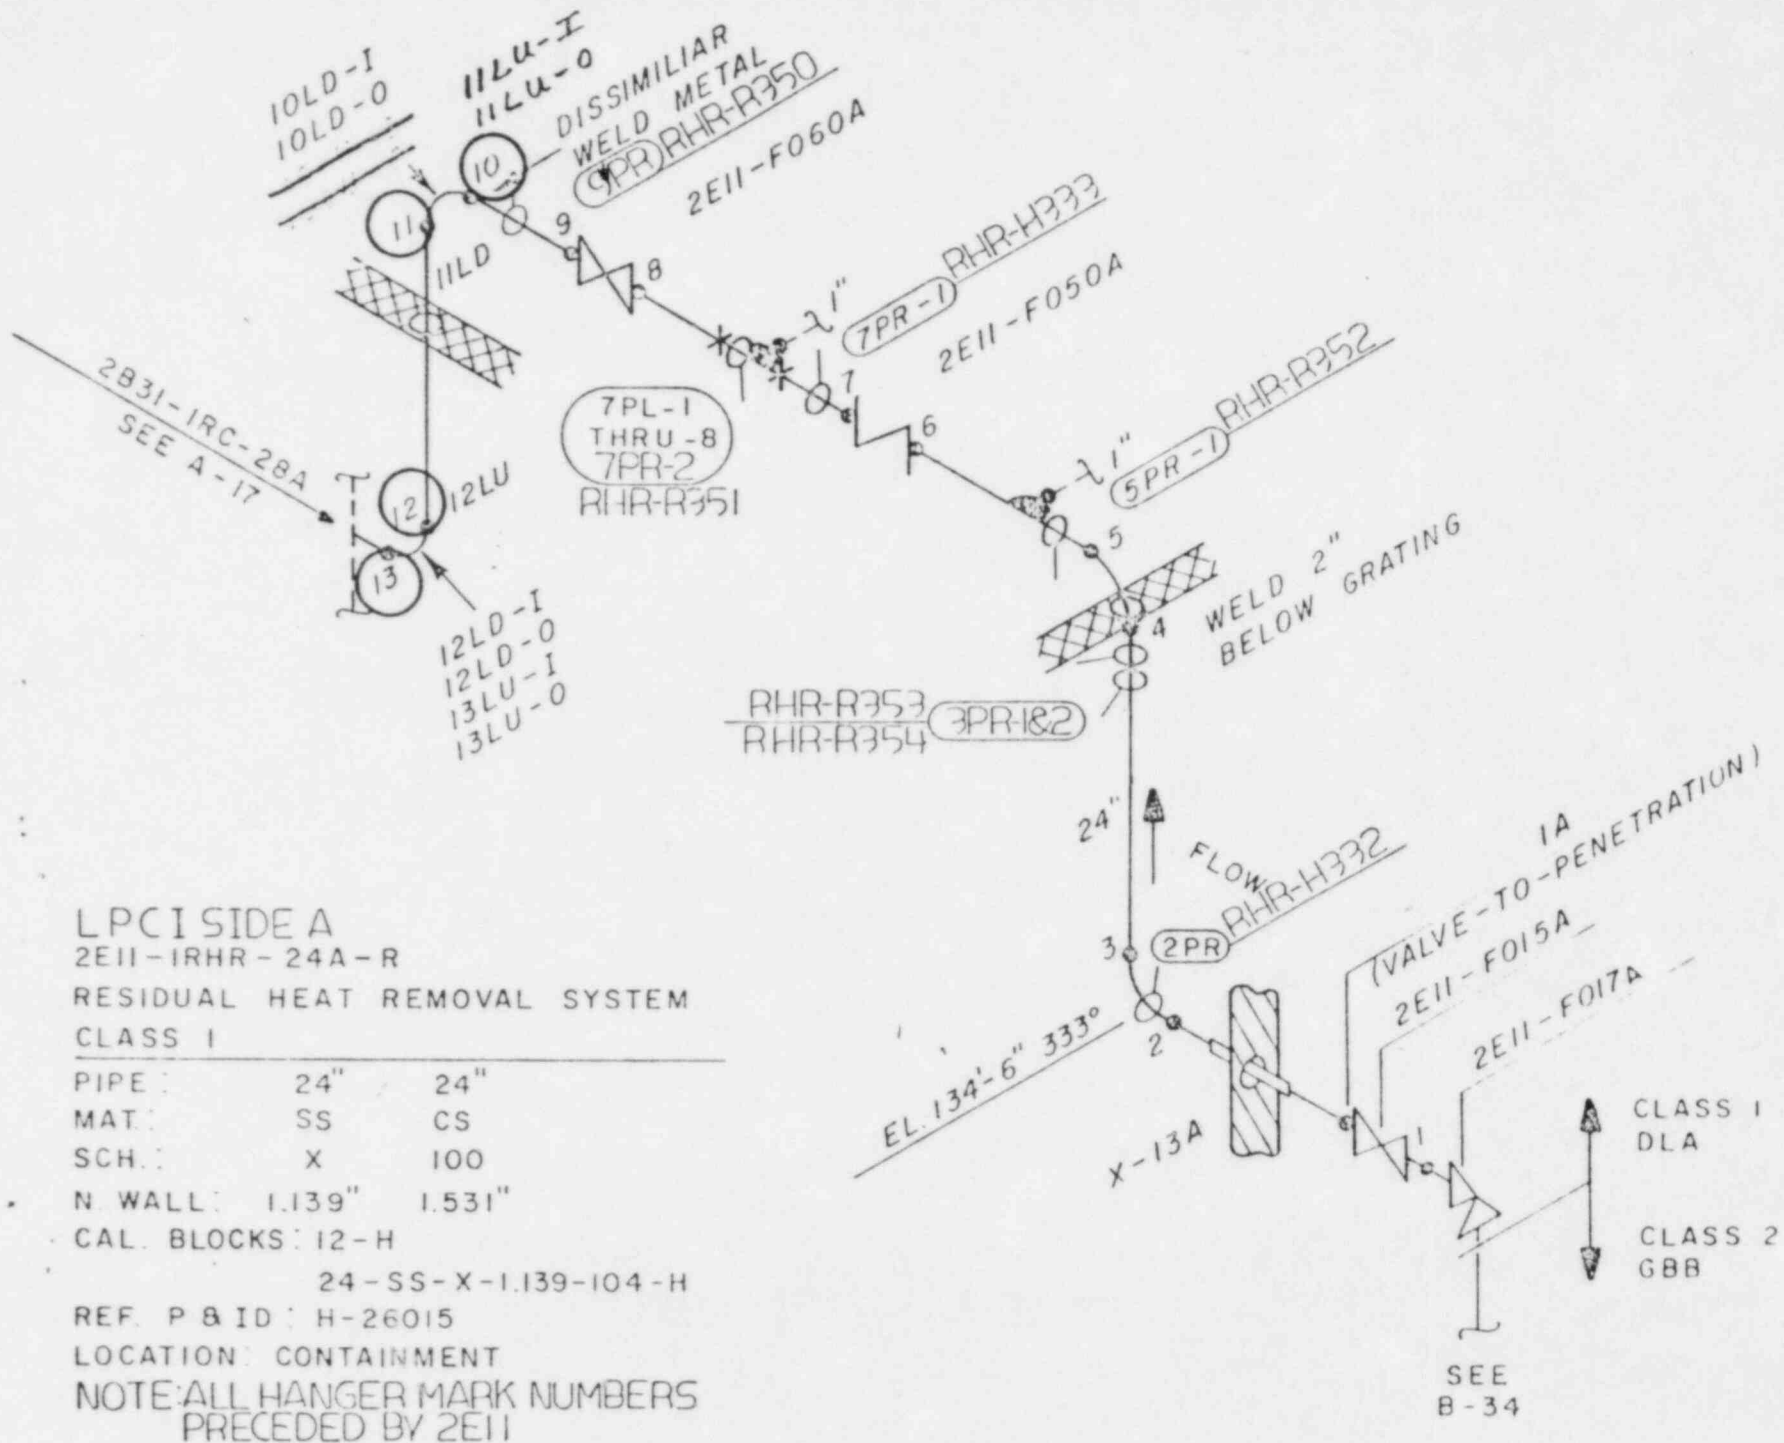 10LD-I
10LD-O
11LU-I
11LU-O
DISSIMILIAR
WELD METAL
9PR RHR-R350
2E11-F060A
10
11
11LD
9
8
1"
7PR-1 RHR-H333
2E11-F050A
7
6
1"
5PR-1 RHR-R352
5
2B31-1RC-28A
SEE A-17
7PL-1
THRU-8
7PR-2
RHR-R351
12
12LU
13
12LD-I
12LD-O
13LU-I
13LU-O
4
WELD 2"
BELOW GRATING
RHR-R353
RHR-R354
3PR-1&2
24"
FLOW
3
2PR RHR-H332
2
EL. 134'-6" 333°
X-13A
1A
(VALVE-TO-PENETRATION)
2E11-F015A
2E11-F017A
1
CLASS 1
DLA
CLASS 2
GBB
SEE
B-34
LPCI SIDE A
2E11-1RHR-24A-R
RESIDUAL HEAT REMOVAL SYSTEM
CLASS 1
PIPE: 24" 24"
MAT.: SS CS
SCH.: X 100
N. WALL: 1.139" 1.531"
CAL. BLOCKS: 12-H
24-SS-X-1.139-104-H
REF. P & ID: H-26015
LOCATION: CONTAINMENT
NOTE: ALL HANGER MARK NUMBERS
PRECEDED BY 2E11